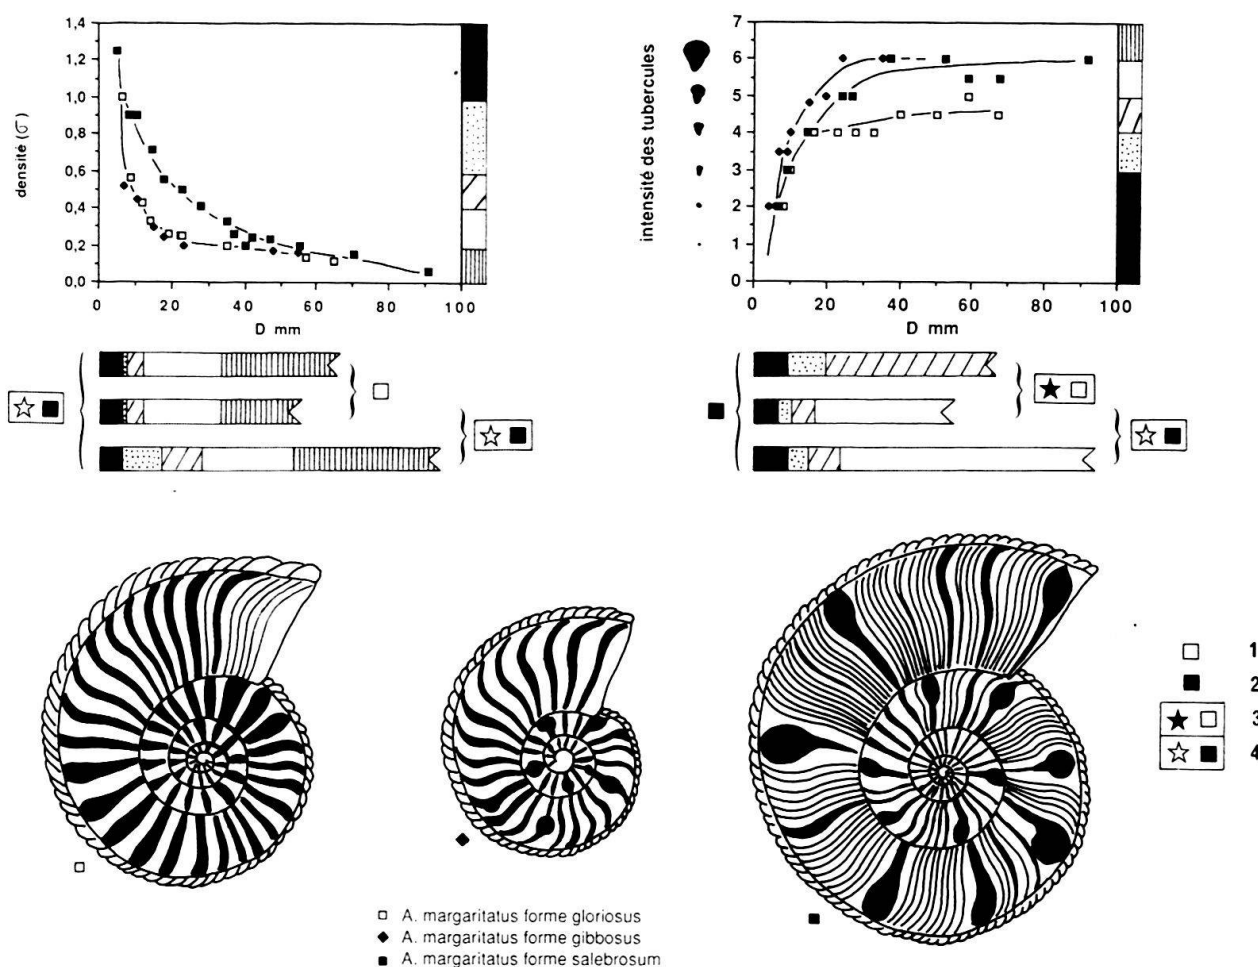 densité (σ)
1,4
1,2
1,0
0,8
0,6
0,4
0,2
0,0
0 20 40 60 80 100
D mm
intensité des tubercules
7
6
5
4
3
2
1
0
0 20 40 60 80 100
D mm
1
2
3
4
A. margaritatus forme gloriosus
A. margaritatus forme gibbosus
A. margaritatus forme salebrosum